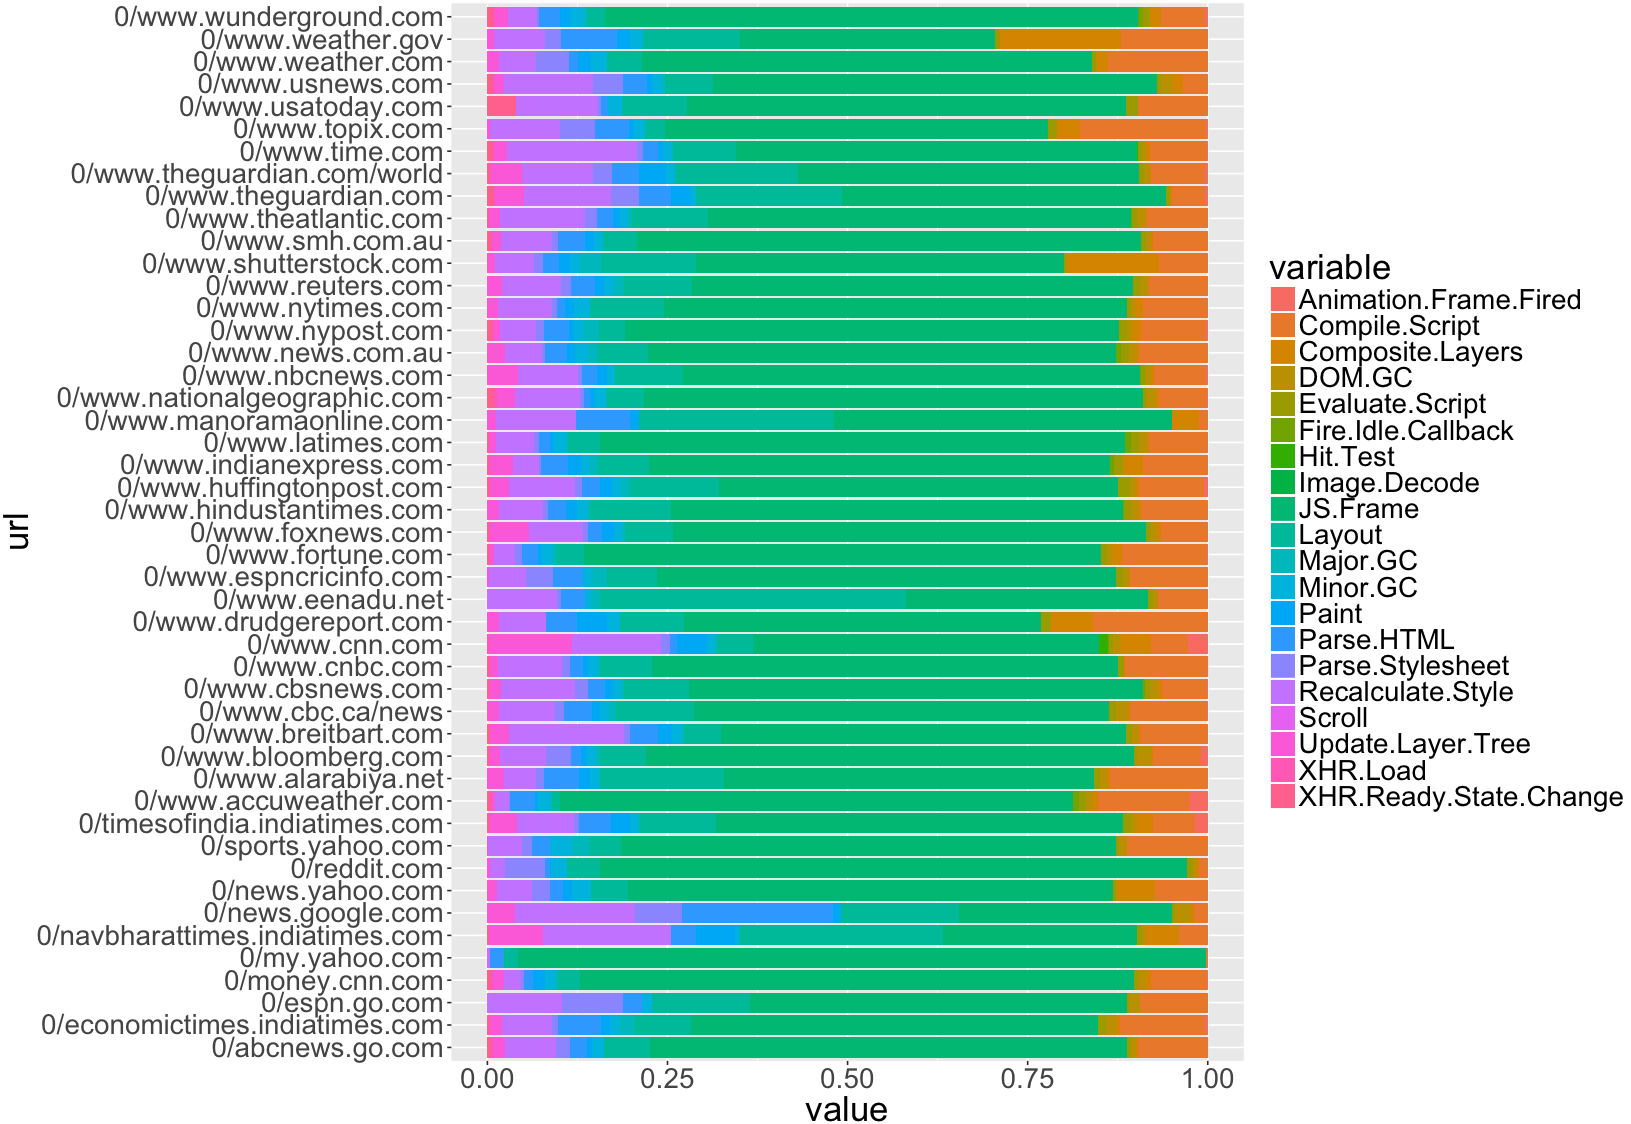 0/www.wunderground.com
0/www.weather.gov
0/www.weather.com
0/www.usnews.com
0/www.usatoday.com
0/www.topix.com
0/www.time.com
0/www.theguardian.com/world
0/www.theguardian.com
0/www.theatlantic.com
0/www.smh.com.au
0/www.shutterstock.com
0/www.reuters.com
0/www.nytimes.com
0/www.nypost.com
0/www.news.com.au
0/www.nbcnews.com
0/www.nationalgeographic.com
0/www.manoramaonline.com
0/www.latimes.com
0/www.indianexpress.com
0/www.huffingtonpost.com
0/www.hindustantimes.com
0/www.foxnews.com
0/www.fortune.com
0/www.espncricinfo.com
0/www.eenadu.net
0/www.drudgereport.com
0/www.cnn.com
0/www.cnbc.com
0/www.cbsnews.com
0/www.cbc.ca/news
0/www.breitbart.com
0/www.bloomberg.com
0/www.alarabiya.net
0/www.accuweather.com
0/timesofindia.indiatimes.com
0/sports.yahoo.com
0/reddit.com
0/news.yahoo.com
0/news.google.com
0/navbharattimes.indiatimes.com
0/my.yahoo.com
0/money.cnn.com
0/espn.go.com
0/economictimes.indiatimes.com
0/abcnews.go.com
url
0.00 0.25 0.50 0.75 1.00
value
variable
Animation.Frame.Fired
Compile.Script
Composite.Layers
DOM.GC
Evaluate.Script
Fire.Idle.Callback
Hit.Test
Image.Decode
JS.Frame
Layout
Major.GC
Minor.GC
Paint
Parse.HTML
Parse.Stylesheet
Recalculate.Style
Scroll
Update.Layer.Tree
XHR.Load
XHR.Ready.State.Change